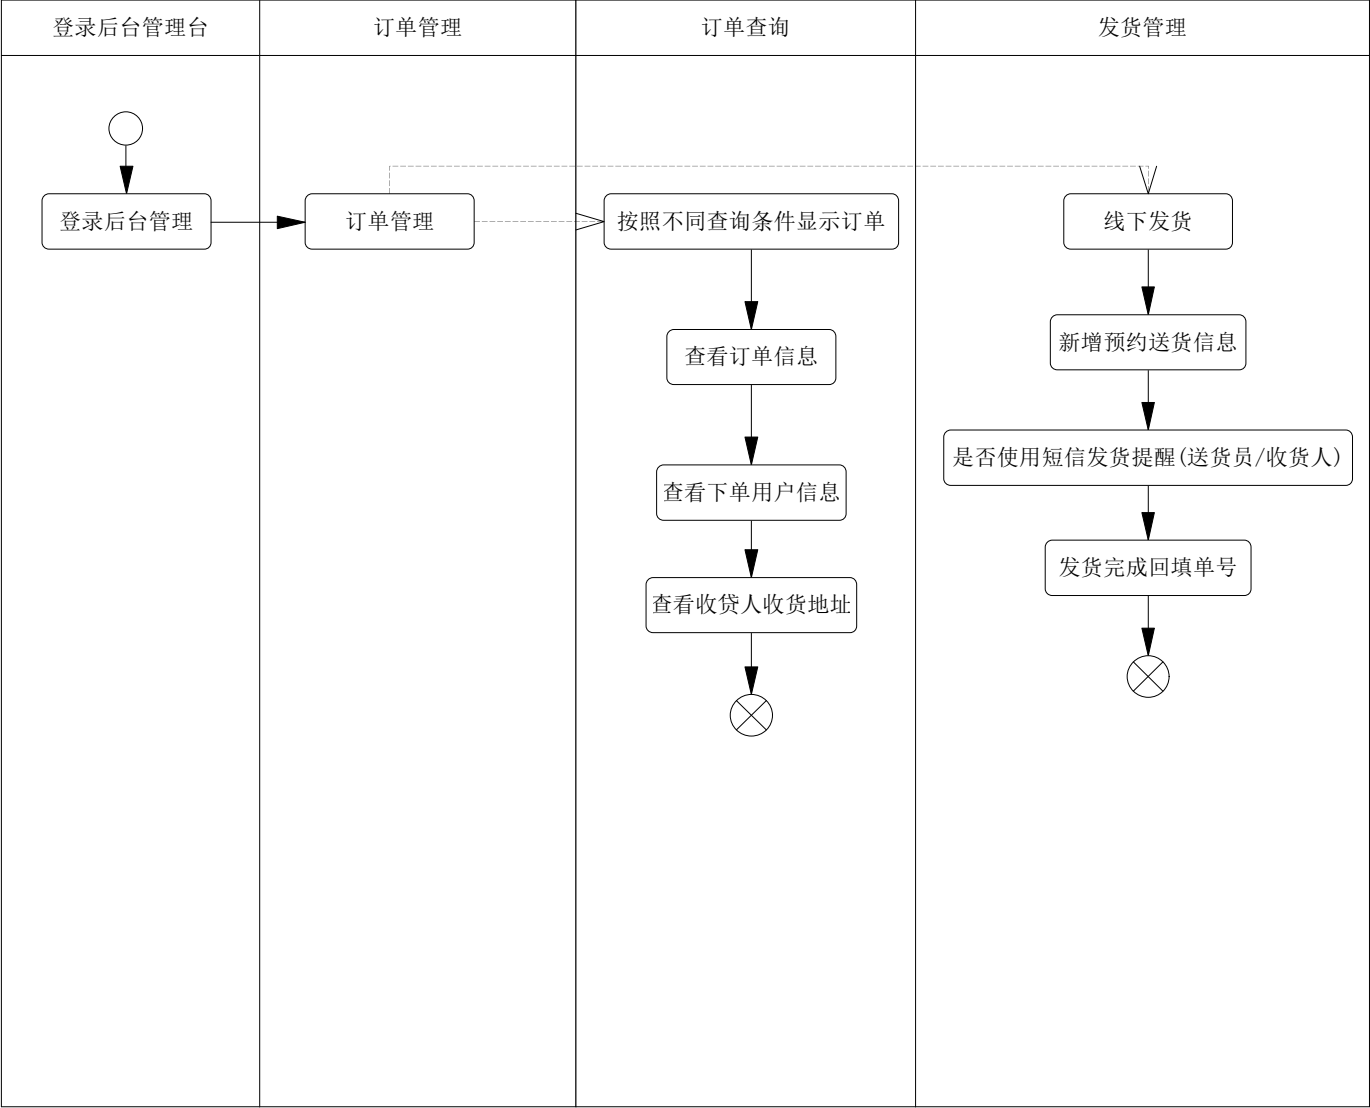 登录后台管理台
订单管理
订单查询
发货管理
登录后台管理
订单管理
按照不同查询条件显示订单
线下发货
查看订单信息
新增预约送货信息
查看下单用户信息
是否使用短信发货提醒(送货员/收货人)
查看收贷人收货地址
发货完成回填单号